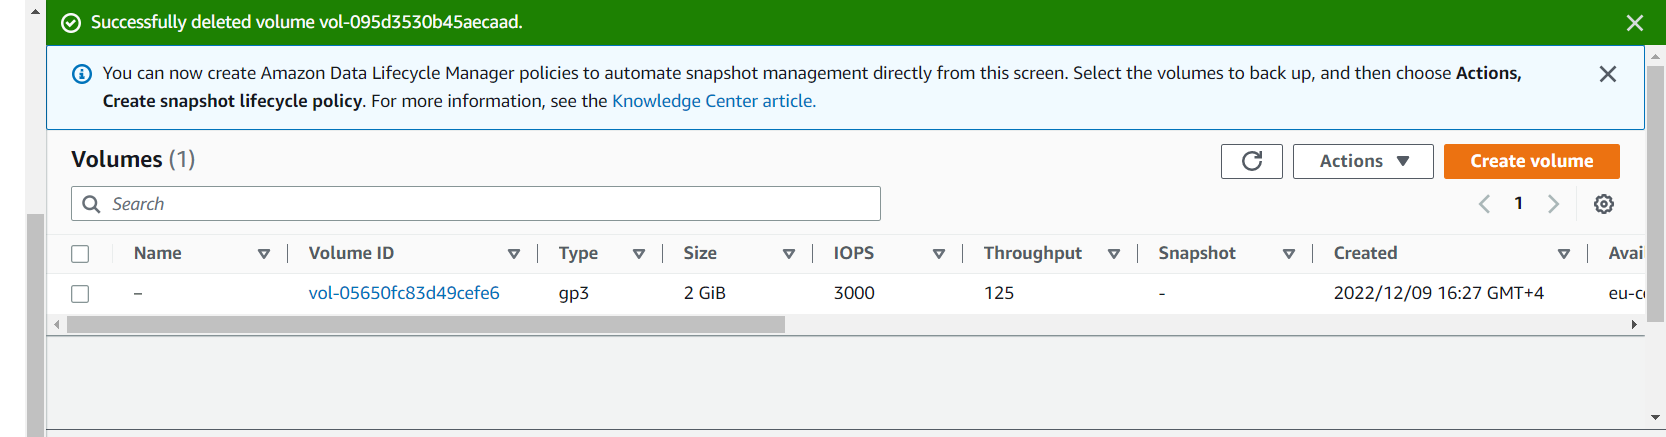 Successfully deleted volume vol-095d3530b45aecaad.
You can now create Amazon Data Lifecycle Manager policies to automate snapshot management directly from this screen. Select the volumes to back up, and then choose Actions,
Create snapshot lifecycle policy. For more information, see the Knowledge Center article.
Volumes (1)
Actions
Create volume
Search
1
Name Volume ID Type Size IOPS Throughput Snapshot Created Avai
– vol-05650fc83d49cefe6 gp3 2 GiB 3000 125 - 2022/12/09 16:27 GMT+4 eu-c